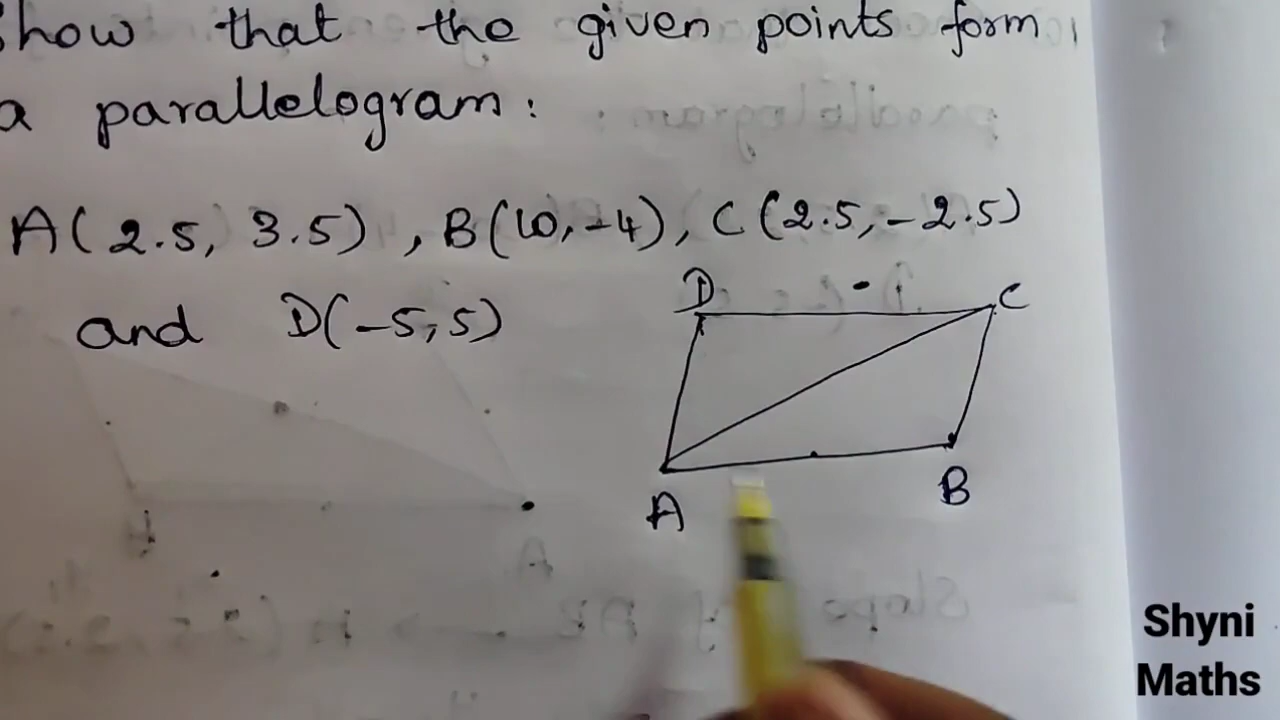 Show that the given points form
a parallelogram:
A(2.5, 3.5), B(10,-4), C(2.5,-2.5)
and D(-5,5)
D C
A B
Shyni
Maths